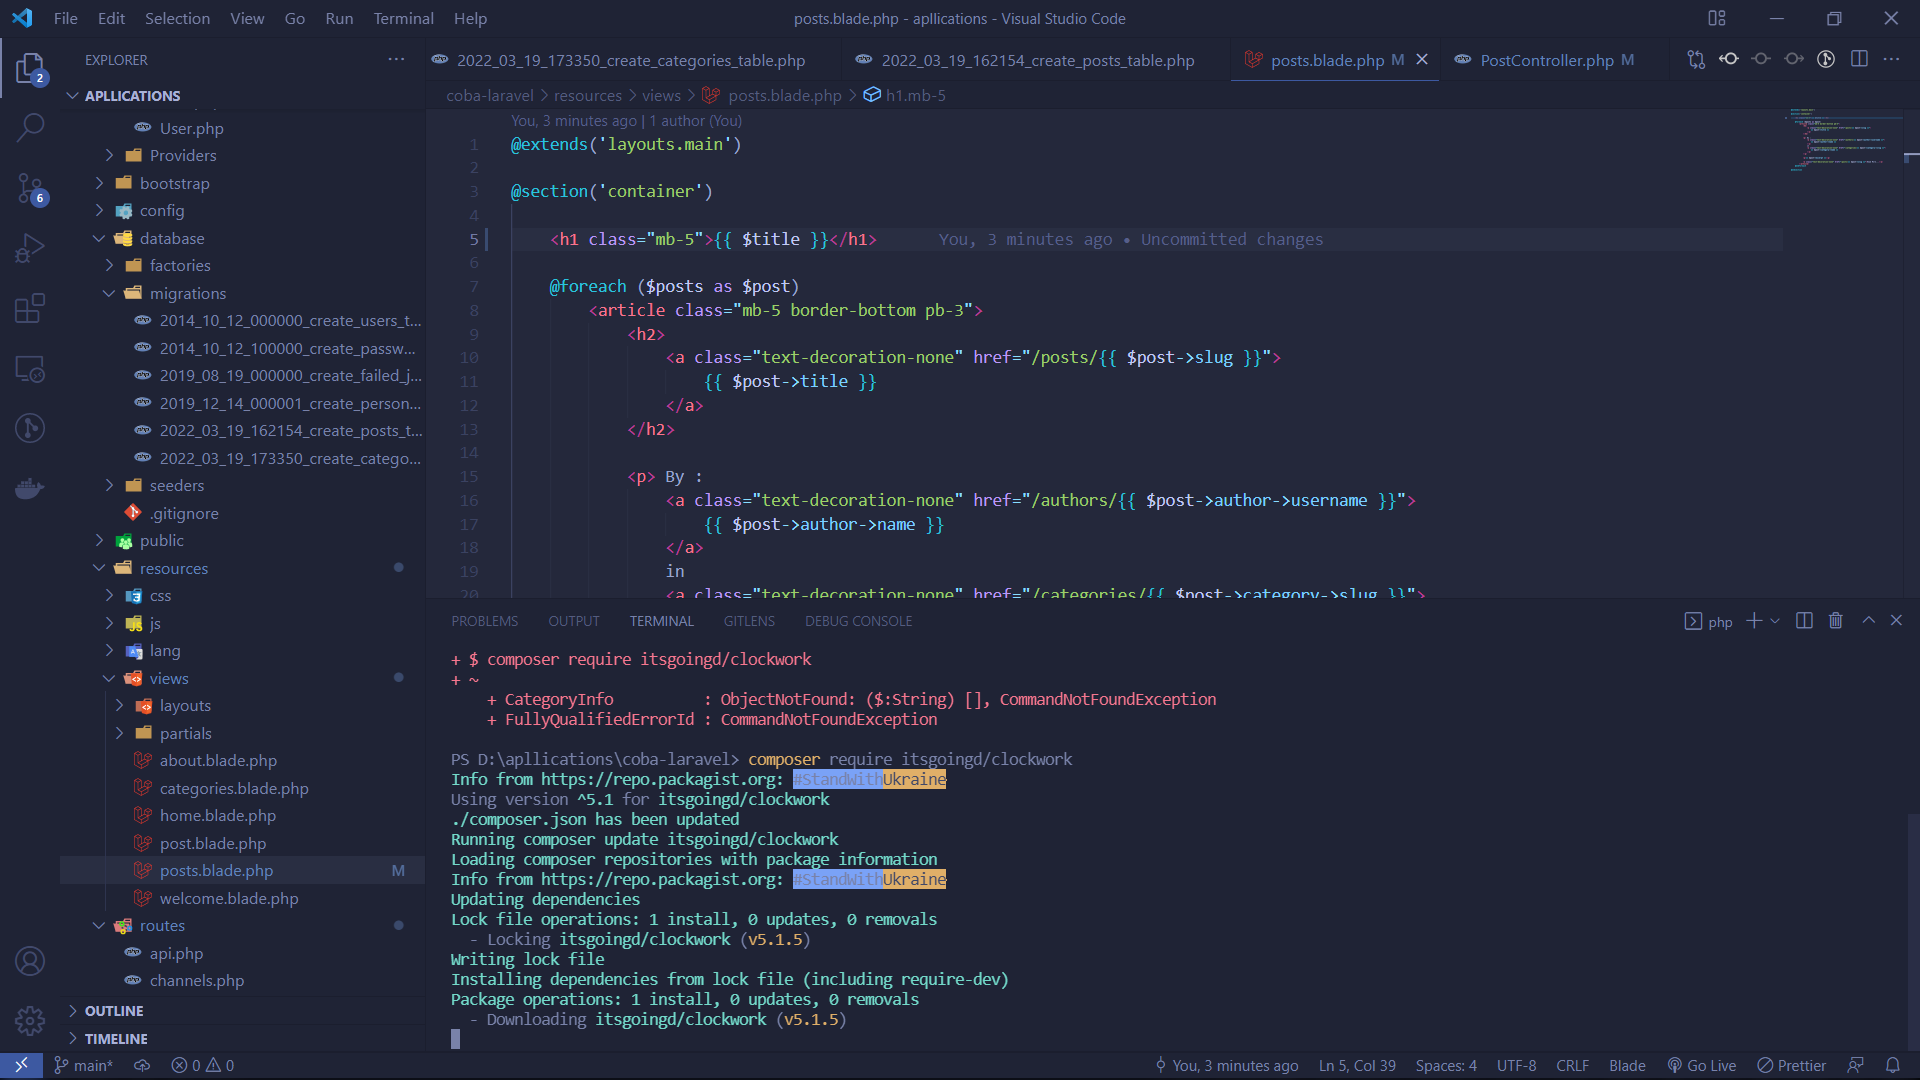 File Edit Selection View Go Run Terminal Help
posts.blade.php - apllications - Visual Studio Code
EXPLORER
2
6
APLLICATIONS
User.php
Providers
bootstrap
config
database
factories
migrations
2014_10_12_000000_create_users_t...
2014_10_12_100000_create_passw...
2019_08_19_000000_create_failed_j...
2019_12_14_000001_create_person...
2022_03_19_162154_create_posts_t...
2022_03_19_173350_create_catego...
seeders
.gitignore
public
resources
css
js
lang
views
layouts
partials
about.blade.php
categories.blade.php
home.blade.php
post.blade.php
posts.blade.php M
welcome.blade.php
routes
api.php
channels.php
OUTLINE
TIMELINE
2022_03_19_173350_create_categories_table.php
2022_03_19_162154_create_posts_table.php
posts.blade.php M
PostController.php M
coba-laravel > resources > views > posts.blade.php > h1.mb-5
You, 3 minutes ago | 1 author (You)
1 @extends('layouts.main')
2
3 @section('container')
4
5 <h1 class="mb-5">{{ $title }}</h1> You, 3 minutes ago • Uncommitted changes
6
7 @foreach ($posts as $post)
8 <article class="mb-5 border-bottom pb-3">
9 <h2>
10 <a class="text-decoration-none" href="/posts/{{ $post->slug }}">
11 {{ $post->title }}
12 </a>
13 </h2>
14
15 <p> By :
16 <a class="text-decoration-none" href="/authors/{{ $post->author->username }}">
17 {{ $post->author->name }}
18 </a>
19 in
20 <a class="text-decoration-none" href="/categories/{{ $post->category->slug }}">
PROBLEMS OUTPUT TERMINAL GITLENS DEBUG CONSOLE
php
+ $ composer require itsgoingd/clockwork
+ ~
+ CategoryInfo : ObjectNotFound: ($:String) [], CommandNotFoundException
+ FullyQualifiedErrorId : CommandNotFoundException
PS D:\apllications\coba-laravel> composer require itsgoingd/clockwork
Info from https://repo.packagist.org: #StandWithUkraine
Using version ^5.1 for itsgoingd/clockwork
./composer.json has been updated
Running composer update itsgoingd/clockwork
Loading composer repositories with package information
Info from https://repo.packagist.org: #StandWithUkraine
Updating dependencies
Lock file operations: 1 install, 0 updates, 0 removals
- Locking itsgoingd/clockwork (v5.1.5)
Writing lock file
Installing dependencies from lock file (including require-dev)
Package operations: 1 install, 0 updates, 0 removals
- Downloading itsgoingd/clockwork (v5.1.5)
main* 0 0
You, 3 minutes ago Ln 5, Col 39 Spaces: 4 UTF-8 CRLF Blade Go Live Prettier